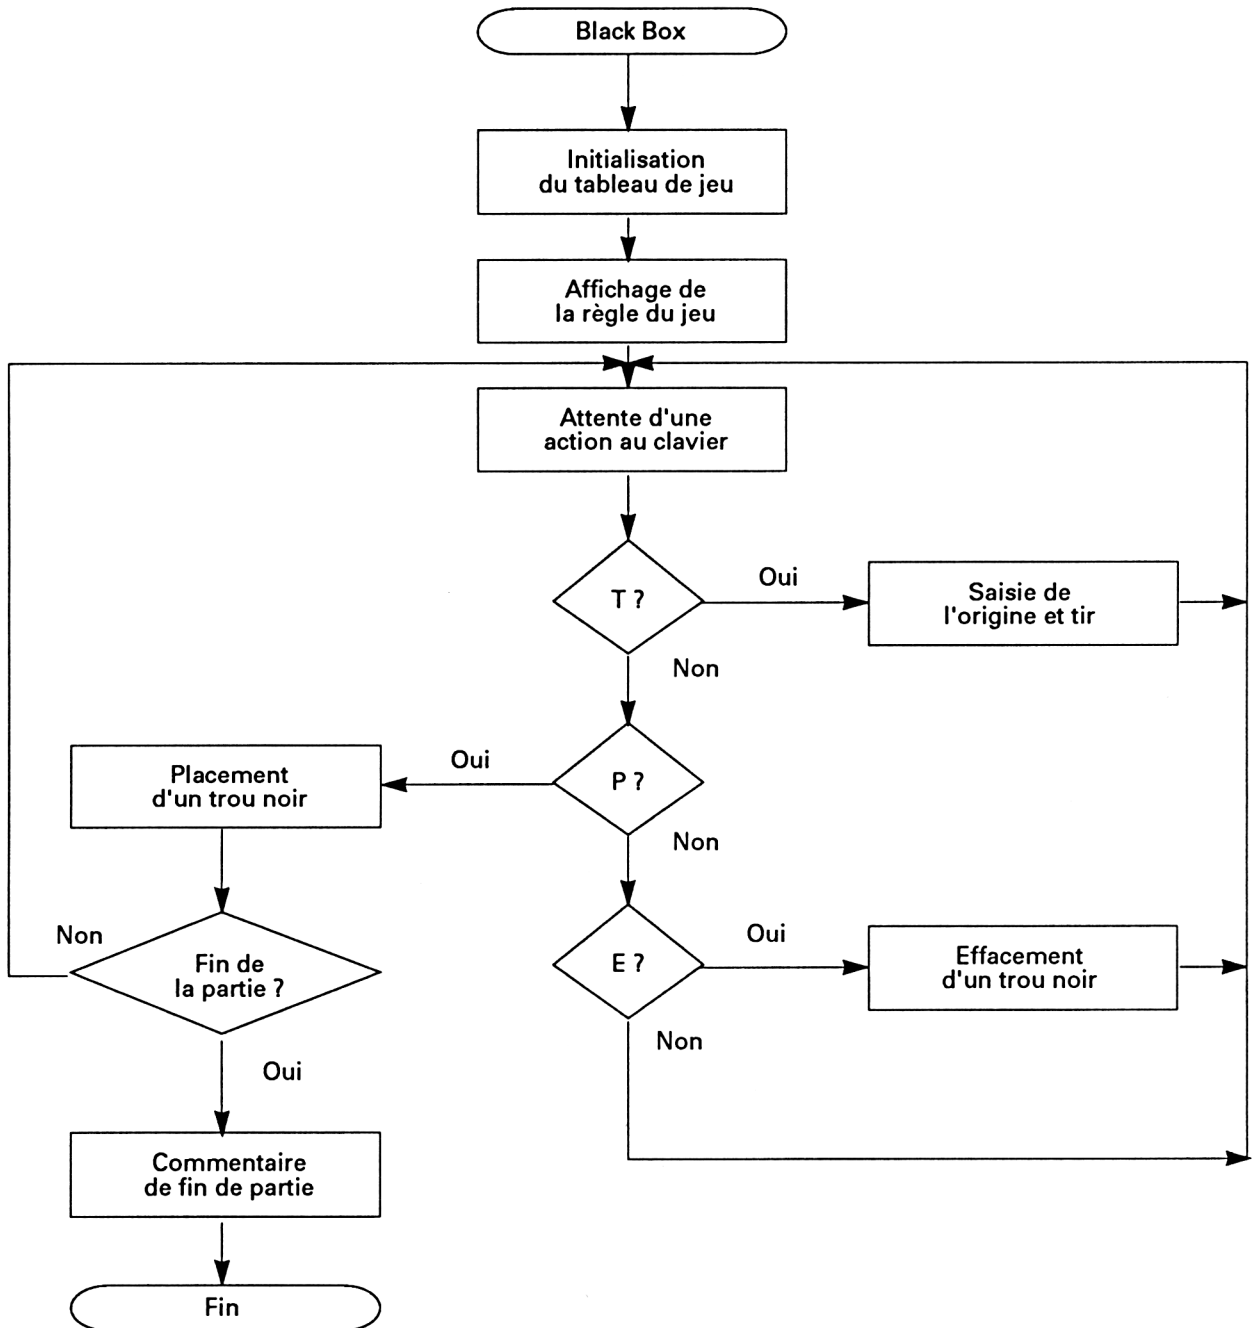 Black Box
Initialisation
du tableau de jeu
Affichage de
la règle du jeu
Attente d'une
action au clavier
T ?
Oui
Saisie de
l'origine et tir
Non
P ?
Oui
Placement
d'un trou noir
Non
E ?
Oui
Effacement
d'un trou noir
Non
Fin de
la partie ?
Non
Oui
Commentaire
de fin de partie
Fin